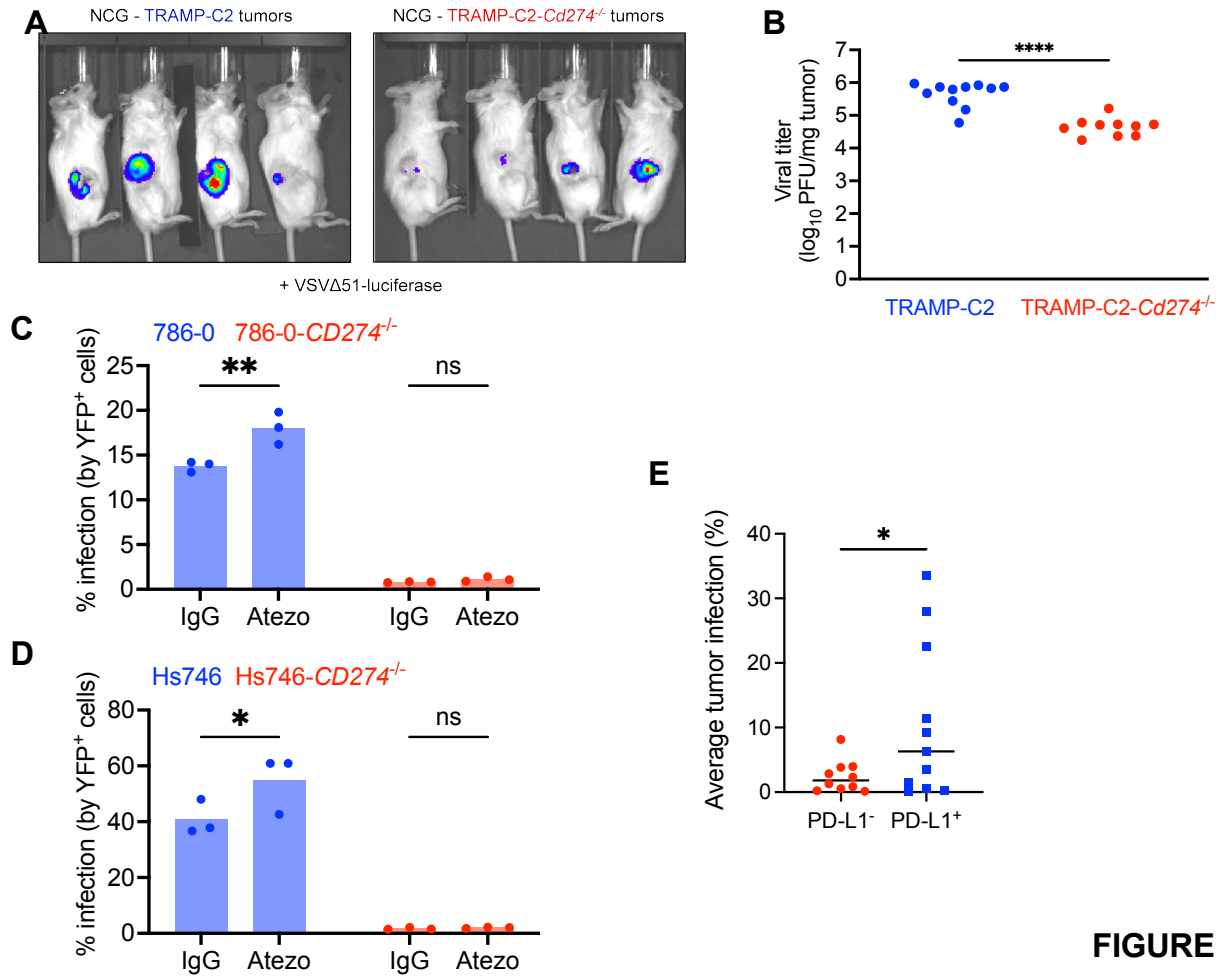 A
NCG - TRAMP-C2 tumors
NCG - TRAMP-C2-Cd274-/- tumors
+ VSVΔ51-luciferase
B
****
Viral titer
(log10 PFU/mg tumor)
7
6
5
4
3
2
1
0
TRAMP-C2
TRAMP-C2-Cd274-/-
C
786-0 786-0-CD274-/-
% infection (by YFP+ cells)
25
20
15
10
5
0
**
ns
IgG
Atezo
IgG
Atezo
D
Hs746 Hs746-CD274-/-
% infection (by YFP+ cells)
80
60
40
20
0
*
ns
IgG
Atezo
IgG
Atezo
E
Average tumor infection (%)
40
30
20
10
0
*
PD-L1-
PD-L1+
FIGURE